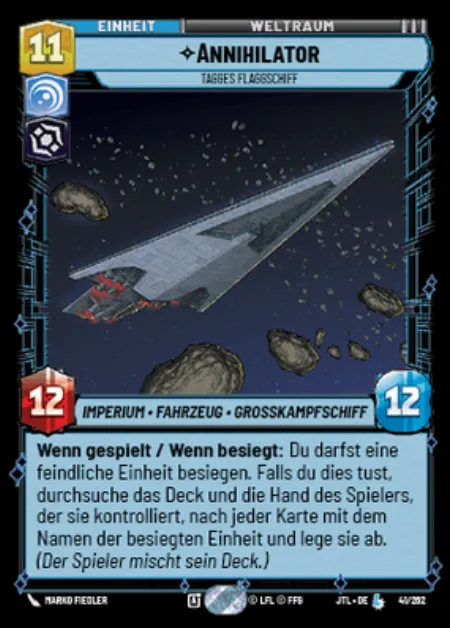 EINHEIT WELTRAUM
11
ANNIHILATOR
TAGGES FLAGGSCHIFF
12
IMPERIUM • FAHRZEUG • GROSSKAMPFSCHIFF
12
Wenn gespielt / Wenn besiegt: Du darfst eine
feindliche Einheit besiegen. Falls du dies tust,
durchsuche das Deck und die Hand des Spielers,
der sie kontrolliert, nach jeder Karte mit dem
Namen der besiegten Einheit und lege sie ab.
(Der Spieler mischt sein Deck.)
MARKO FIEDLER A © LFL © FFG JTL • DE 41/262